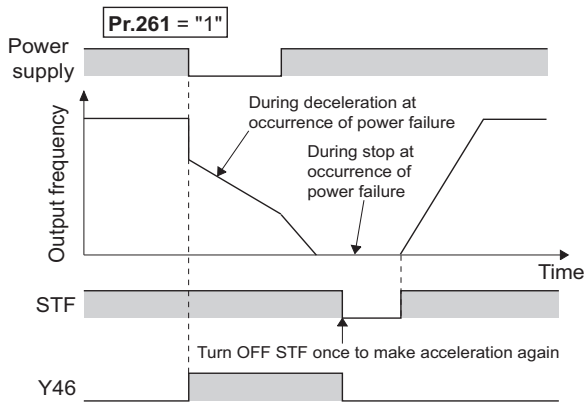 Pr.261 = "1"
Power
supply
During deceleration at
occurrence of power failure
During stop at
occurrence of
power failure
Output frequency
Time
STF
Turn OFF STF once to make acceleration again
Y46